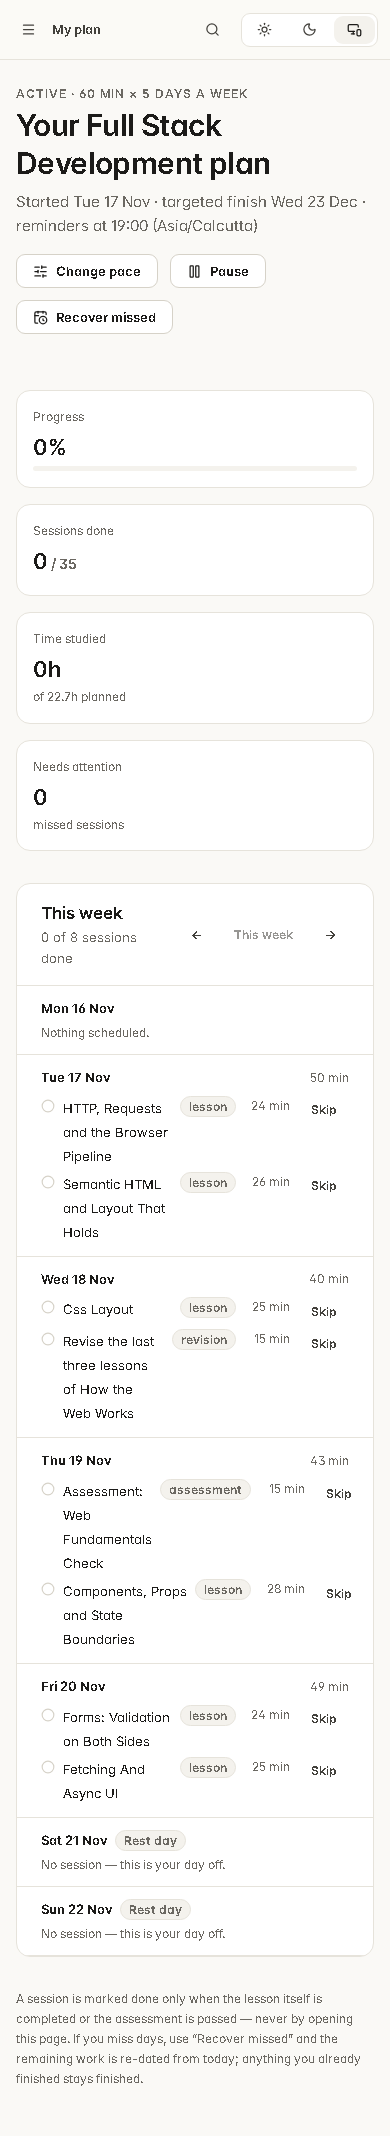 My plan
ACTIVE · 60 MIN × 5 DAYS A WEEK
Your Full Stack
Development plan
Started Tue 17 Nov · targeted finish Wed 23 Dec ·
reminders at 19:00 (Asia/Calcutta)
Change pace
Pause
Recover missed
Progress
0%
Sessions done
0 / 35
Time studied
0h
of 22.7h planned
Needs attention
0
missed sessions
This week
0 of 8 sessions
done
← This week →
Mon 16 Nov
Nothing scheduled.
Tue 17 Nov 50 min
HTTP, Requests lesson 24 min Skip
and the Browser
Pipeline
Semantic HTML lesson 26 min Skip
and Layout That
Holds
Wed 18 Nov 40 min
Css Layout lesson 25 min Skip
Revise the last revision 15 min Skip
three lessons
of How the
Web Works
Thu 19 Nov 43 min
Assessment: assessment 15 min Skip
Web
Fundamentals
Check
Components, Props lesson 28 min Skip
and State
Boundaries
Fri 20 Nov 49 min
Forms: Validation lesson 24 min Skip
on Both Sides
Fetching And lesson 25 min Skip
Async UI
Sat 21 Nov Rest day
No session — this is your day off.
Sun 22 Nov Rest day
No session — this is your day off.
A session is marked done only when the lesson itself is
completed or the assessment is passed — never by opening
this page. If you miss days, use “Recover missed” and the
remaining work is re-dated from today; anything you already
finished stays finished.